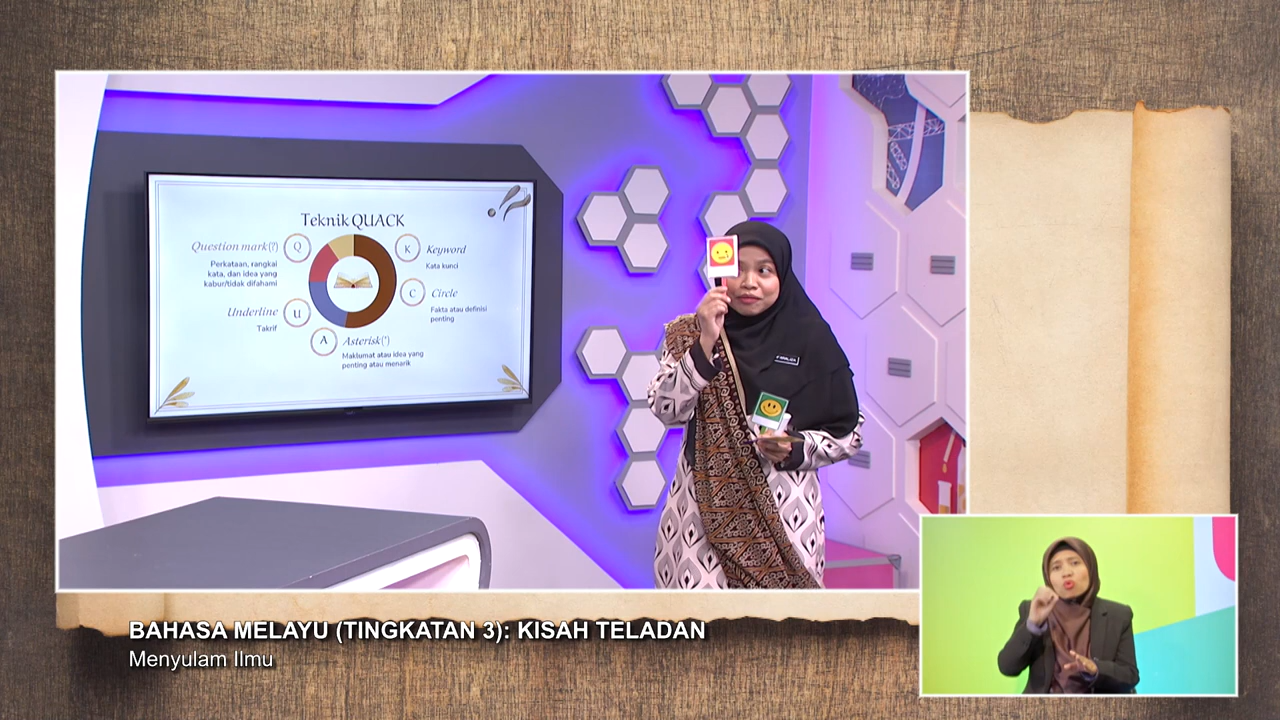 Teknik QUACK
Question mark(?)
Q
Perkataan, rangkai
kata, dan idea yang
kabur/tidak difahami
Underline
U
Takrif
A
Asterisk(*)
Maklumat atau idea yang
penting atau menarik
K
Keyword
Kata kunci
C
Circle
Fakta atau definisi
penting
BAHASA MELAYU (TINGKATAN 3): KISAH TELADAN
Menyulam Ilmu